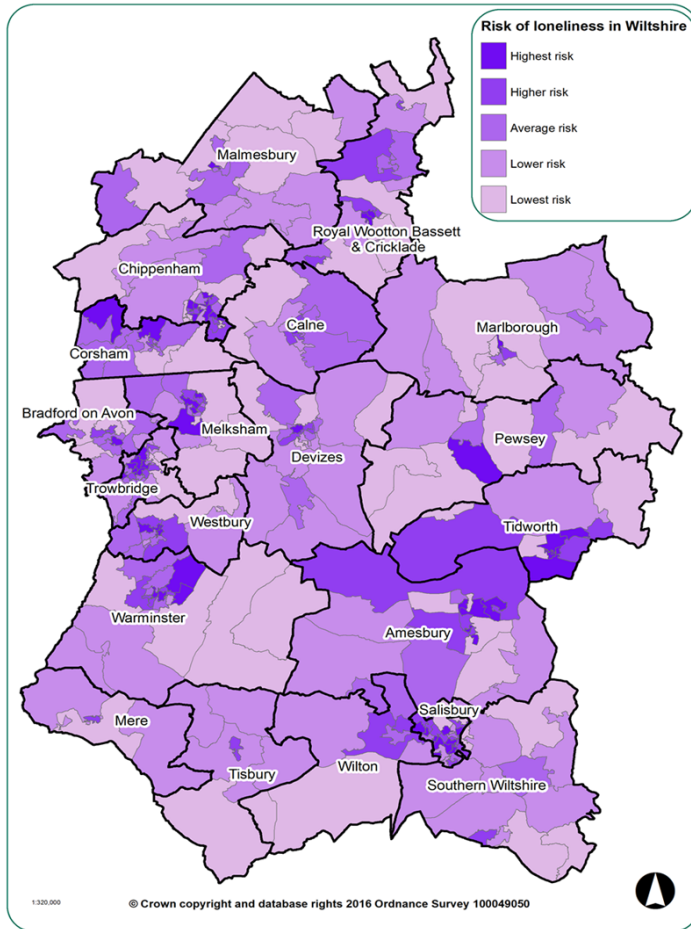 Risk of loneliness in Wiltshire
Highest risk
Higher risk
Average risk
Lower risk
Lowest risk
Malmesbury
Royal Wootton Bassett
& Cricklade
Chippenham
Calne
Marlborough
Corsham
Bradford on Avon
Melksham
Pewsey
Devizes
Trowbridge
Westbury
Tidworth
Warminster
Amesbury
Salisbury
Mere
Tisbury
Wilton
Southern Wiltshire
1:320,000
© Crown copyright and database rights 2016 Ordnance Survey 100049050